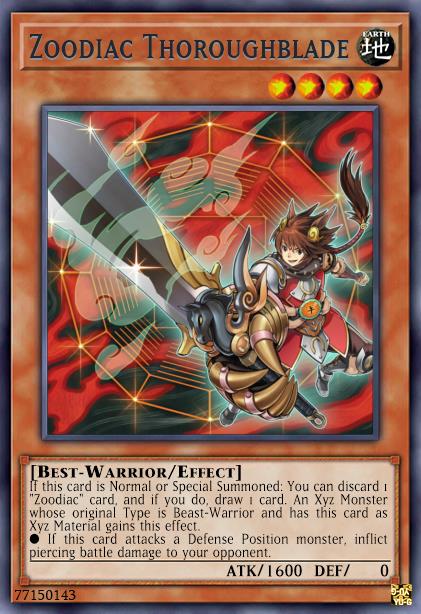 Zoodiac Thoroughblade
EARTH
地
[Best-Warrior/Effect]
If this card is Normal or Special Summoned: You can discard 1
"Zoodiac" card, and if you do, draw 1 card. An Xyz Monster
whose original Type is Beast-Warrior and has this card as
Xyz Material gains this effect.
● If this card attacks a Defense Position monster, inflict
piercing battle damage to your opponent.
ATK/1600 DEF/ 0
77150143